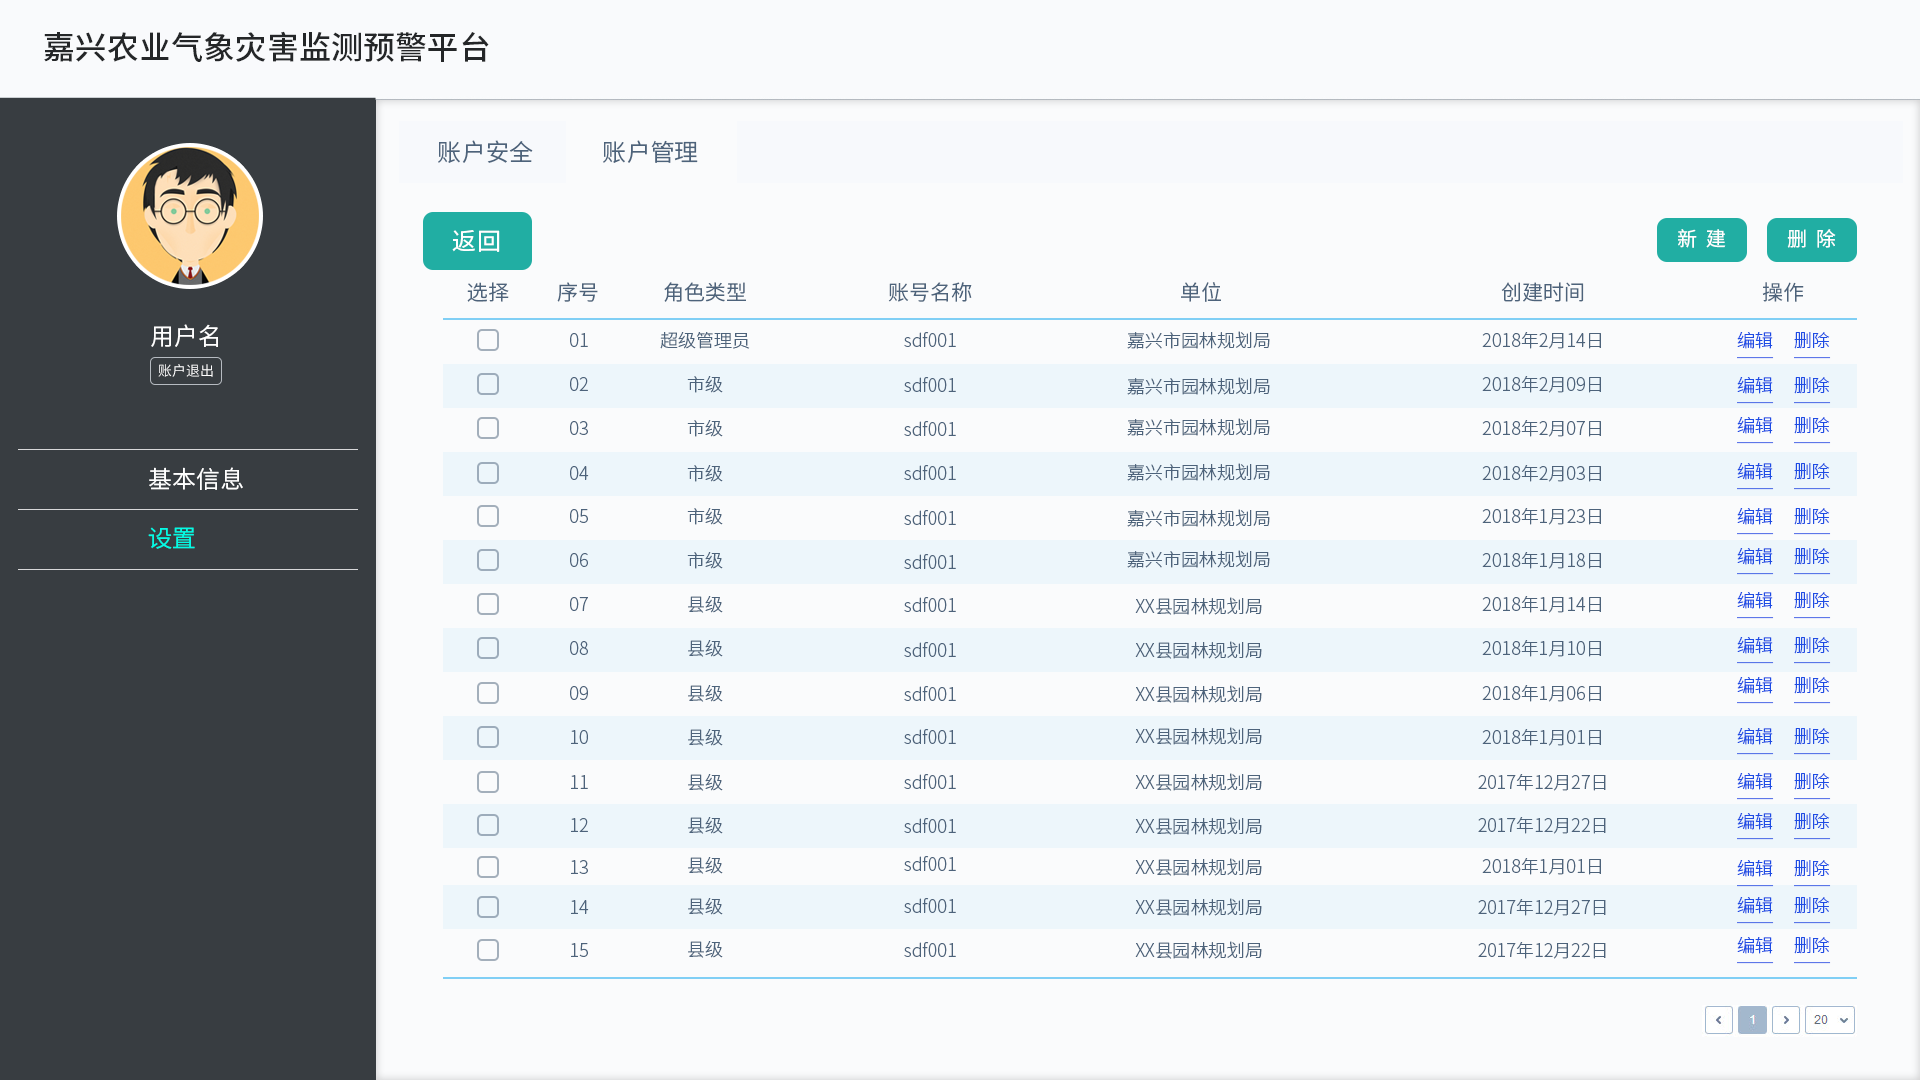 嘉兴农业气象灾害监测预警平台
用户名
账户退出
基本信息
设置
账户安全 账户管理
返回 新建 删除
选择 序号 角色类型 账号名称 单位 创建时间 操作
01 超级管理员 sdf001 嘉兴市园林规划局 2018年2月14日 编辑 删除
02 市级 sdf001 嘉兴市园林规划局 2018年2月09日 编辑 删除
03 市级 sdf001 嘉兴市园林规划局 2018年2月07日 编辑 删除
04 市级 sdf001 嘉兴市园林规划局 2018年2月03日 编辑 删除
05 市级 sdf001 嘉兴市园林规划局 2018年1月23日 编辑 删除
06 市级 sdf001 嘉兴市园林规划局 2018年1月18日 编辑 删除
07 县级 sdf001 XX县园林规划局 2018年1月14日 编辑 删除
08 县级 sdf001 XX县园林规划局 2018年1月10日 编辑 删除
09 县级 sdf001 XX县园林规划局 2018年1月06日 编辑 删除
10 县级 sdf001 XX县园林规划局 2018年1月01日 编辑 删除
11 县级 sdf001 XX县园林规划局 2017年12月27日 编辑 删除
12 县级 sdf001 XX县园林规划局 2017年12月22日 编辑 删除
13 县级 sdf001 XX县园林规划局 2018年1月01日 编辑 删除
14 县级 sdf001 XX县园林规划局 2017年12月27日 编辑 删除
15 县级 sdf001 XX县园林规划局 2017年12月22日 编辑 删除
1 20